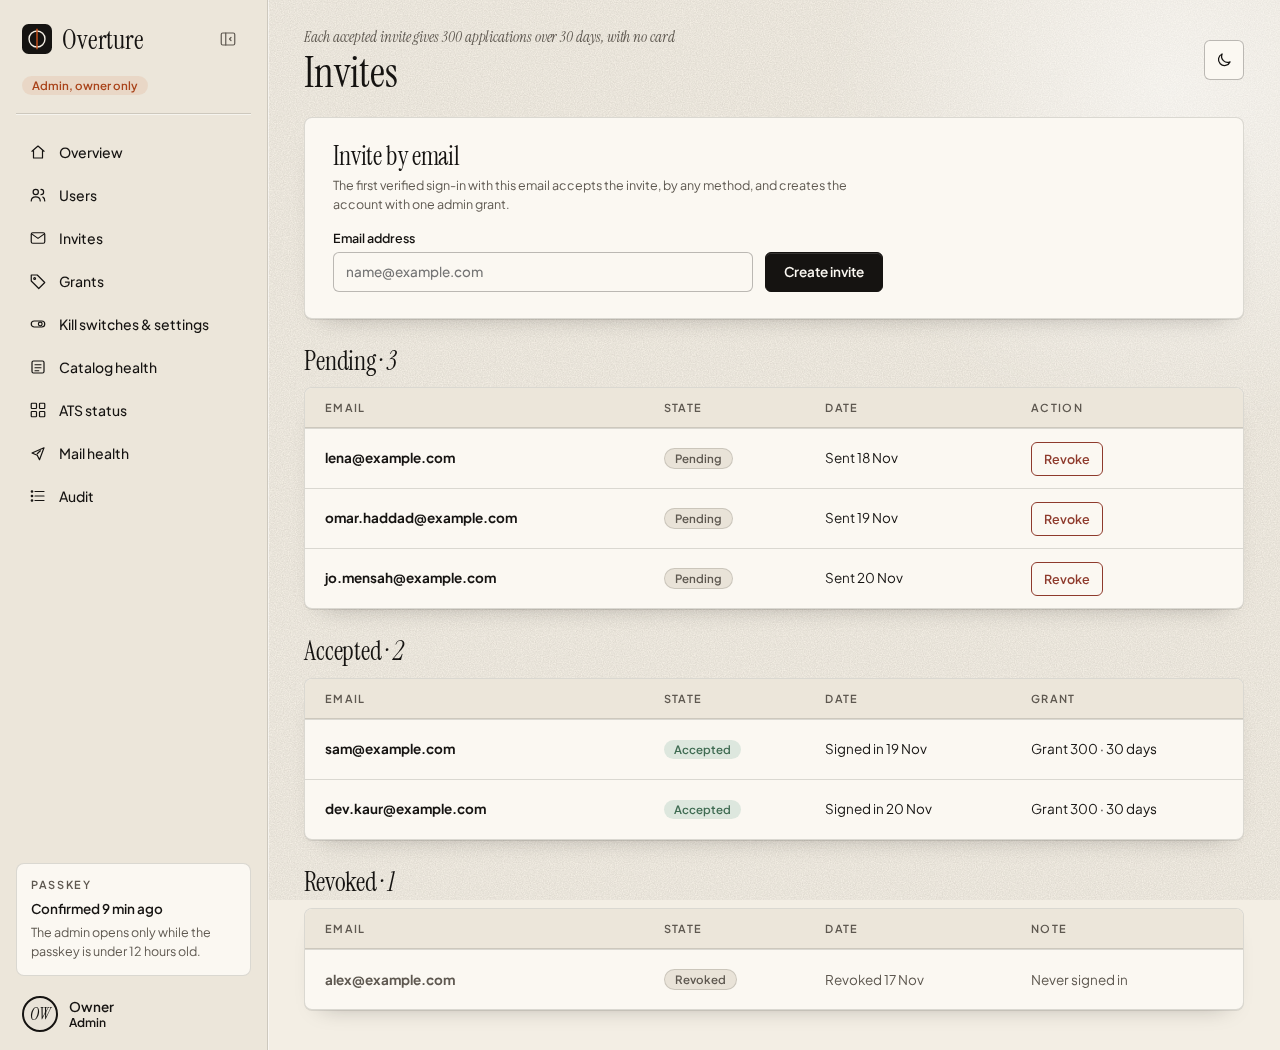 Overture
Admin, owner only
Overview
Users
Invites
Grants
Kill switches & settings
Catalog health
ATS status
Mail health
Audit
PASSKEY
Confirmed 9 min ago
The admin opens only while the
passkey is under 12 hours old.
OW
Owner
Admin
Each accepted invite gives 300 applications over 30 days, with no card
Invites
Invite by email
The first verified sign-in with this email accepts the invite, by any method, and creates the
account with one admin grant.
Email address
name@example.com
Create invite
Pending · 3
EMAIL STATE DATE ACTION
lena@example.com Pending Sent 18 Nov Revoke
omar.haddad@example.com Pending Sent 19 Nov Revoke
jo.mensah@example.com Pending Sent 20 Nov Revoke
Accepted · 2
EMAIL STATE DATE GRANT
sam@example.com Accepted Signed in 19 Nov Grant 300 · 30 days
dev.kaur@example.com Accepted Signed in 20 Nov Grant 300 · 30 days
Revoked · 1
EMAIL STATE DATE NOTE
alex@example.com Revoked Revoked 17 Nov Never signed in